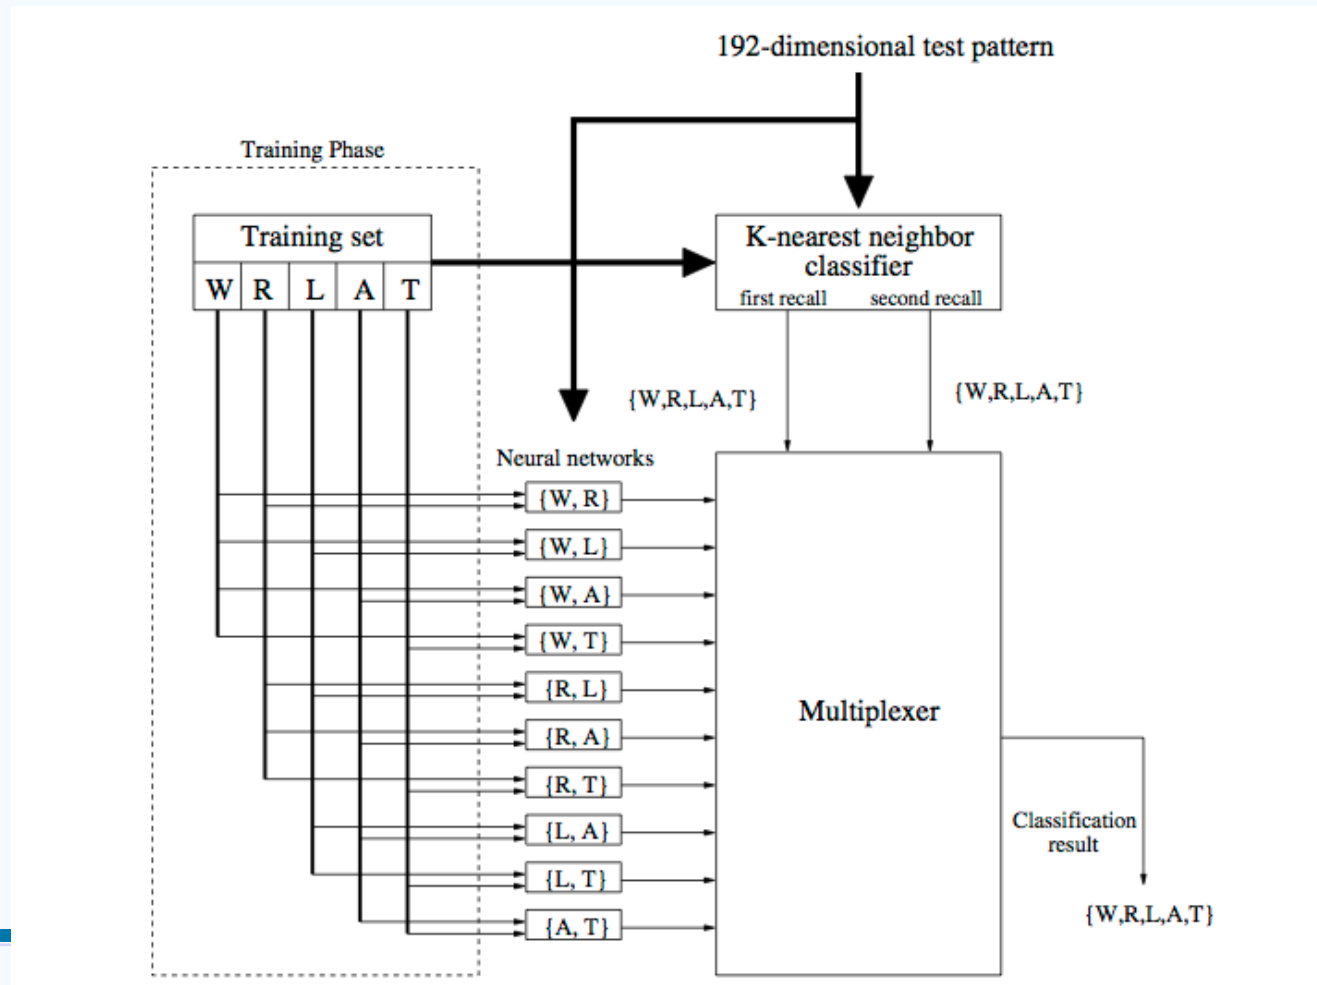 192-dimensional test pattern
Training Phase
Training set
W R L A T
K-nearest neighbor
classifier
first recall second recall
{W,R,L,A,T}
{W,R,L,A,T}
Neural networks
{W, R}
{W, L}
{W, A}
{W, T}
{R, L}
{R, A}
{R, T}
{L, A}
{L, T}
{A, T}
Multiplexer
Classification
result
{W,R,L,A,T}